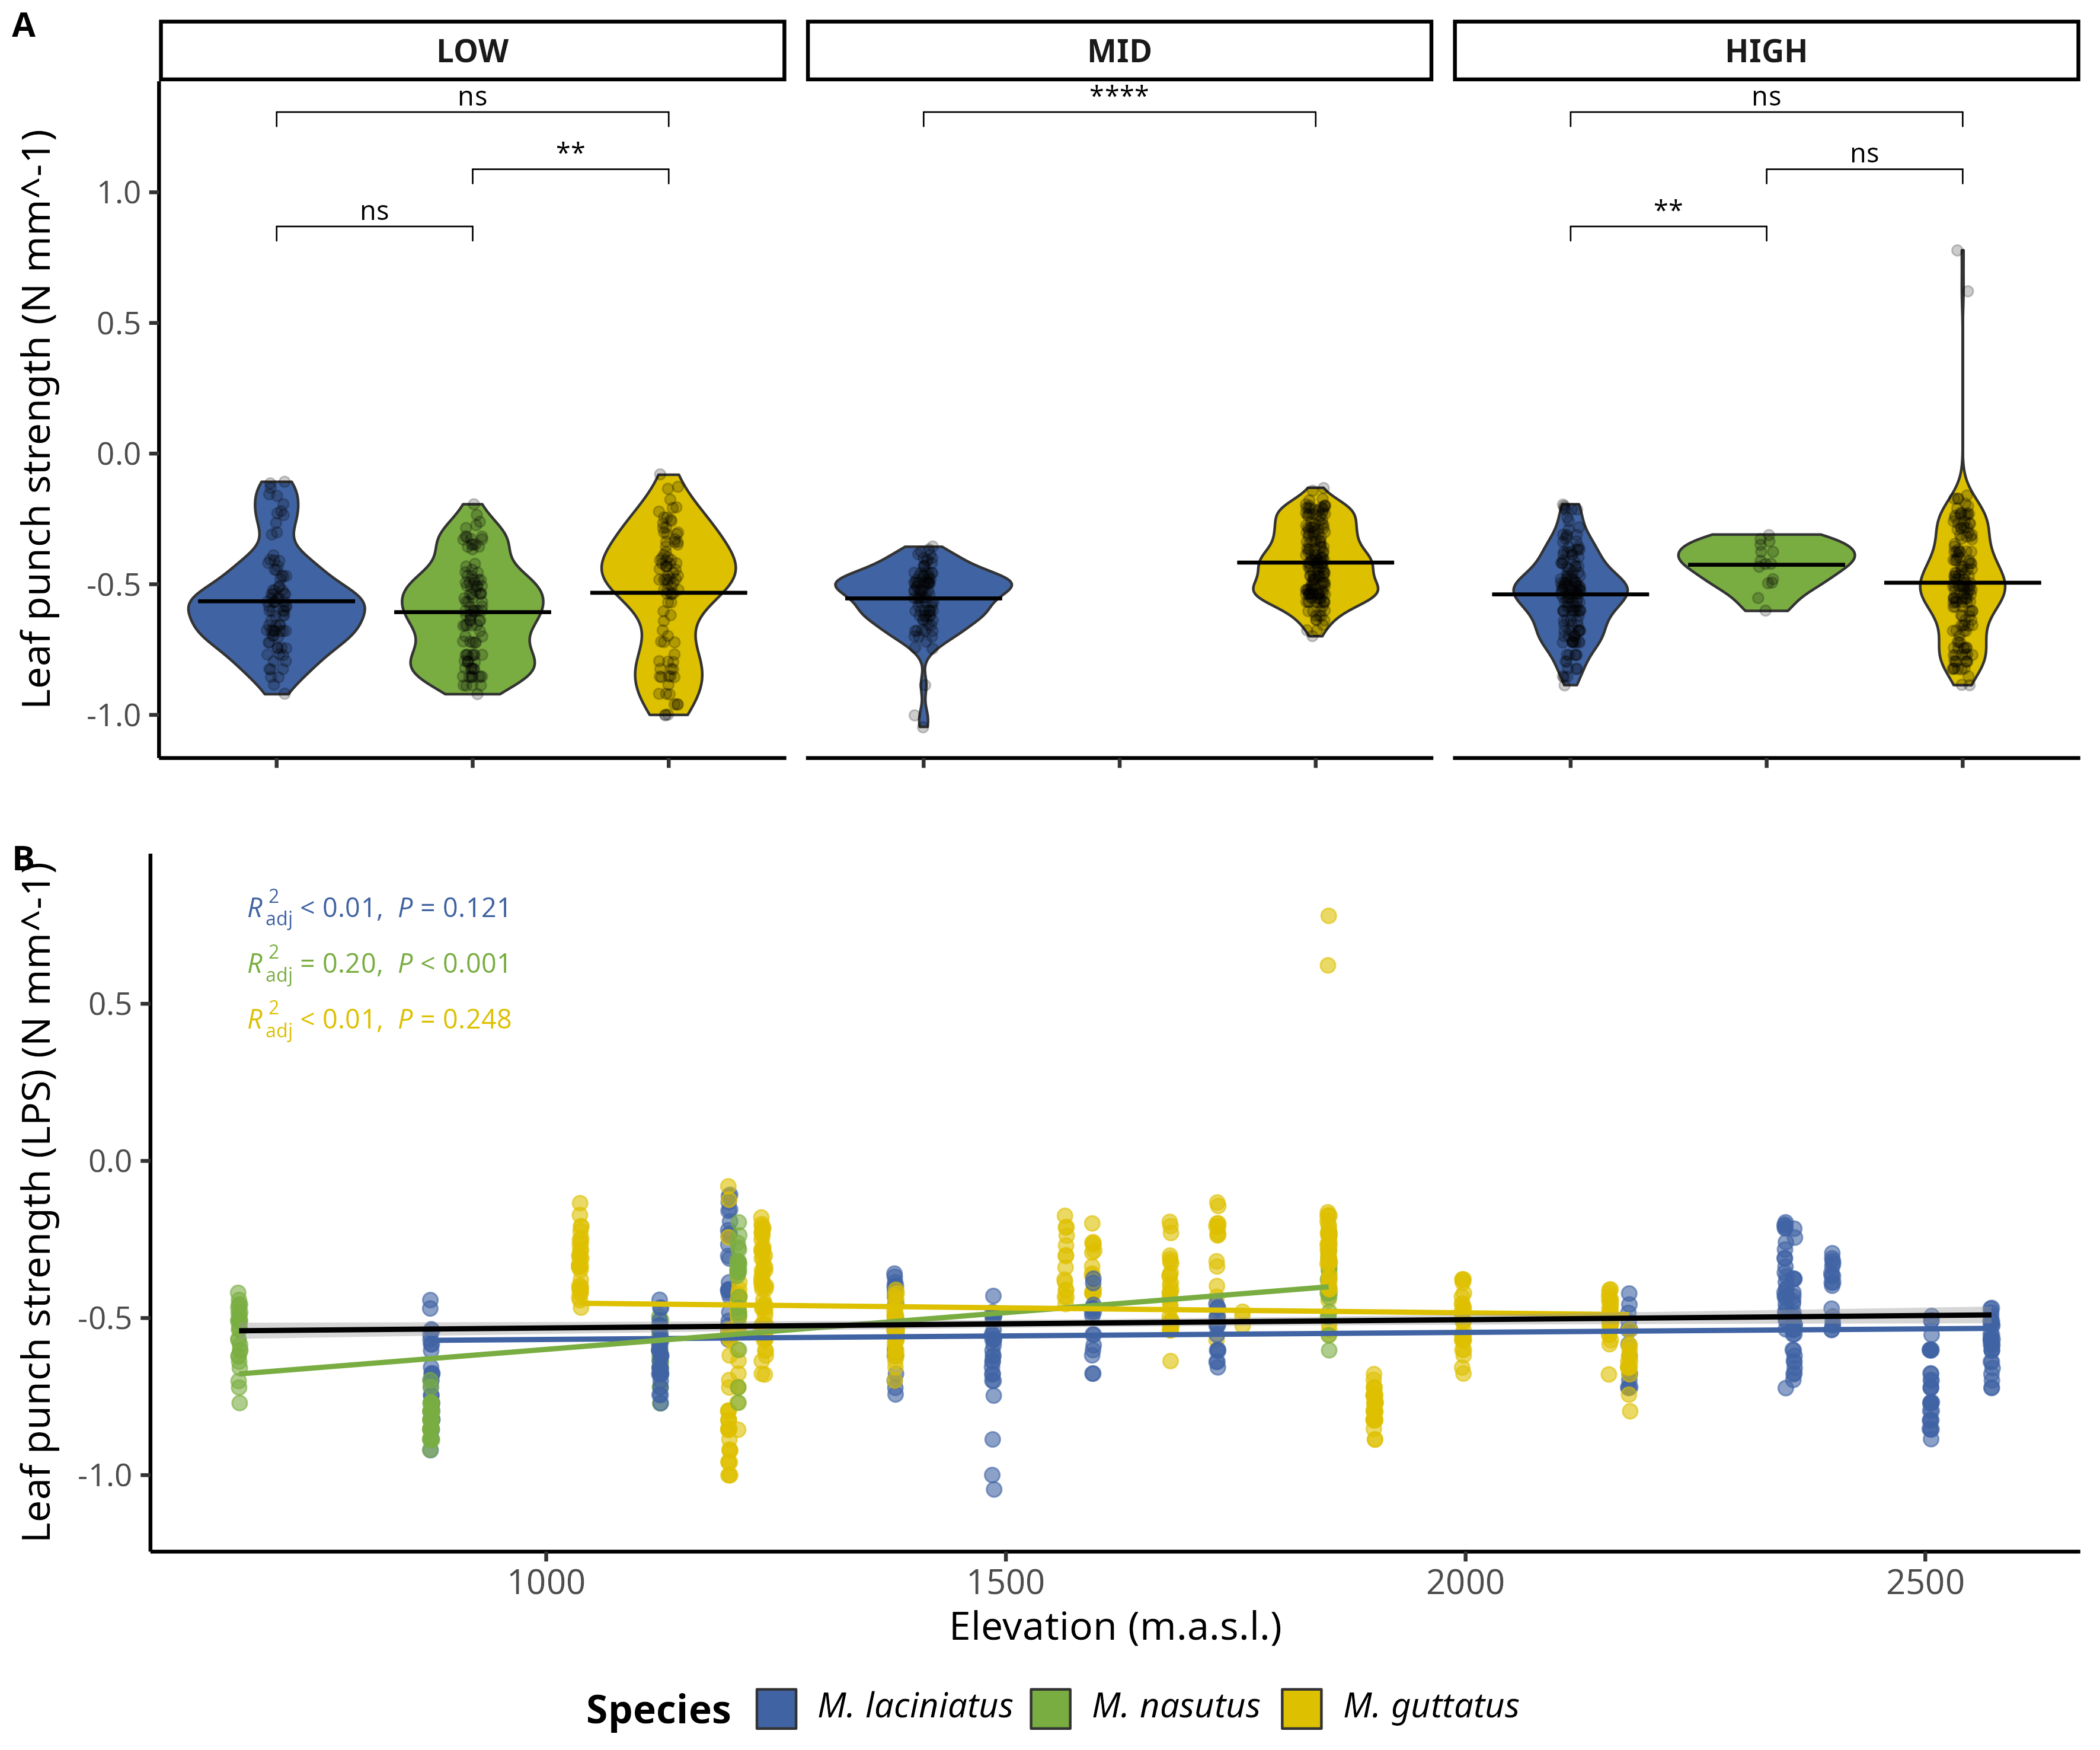 A
LOW MID HIGH
ns **** ns
** ns
ns **
Leaf punch strength (N mm^-1)
1.0
0.5
0.0
-0.5
-1.0
B
R²adj < 0.01, P = 0.121
R²adj = 0.20, P < 0.001
R²adj < 0.01, P = 0.248
Leaf punch strength (LPS) (N mm^-1)
0.5
0.0
-0.5
-1.0
1000 1500 2000 2500
Elevation (m.a.s.l.)
Species M. laciniatus M. nasutus M. guttatus